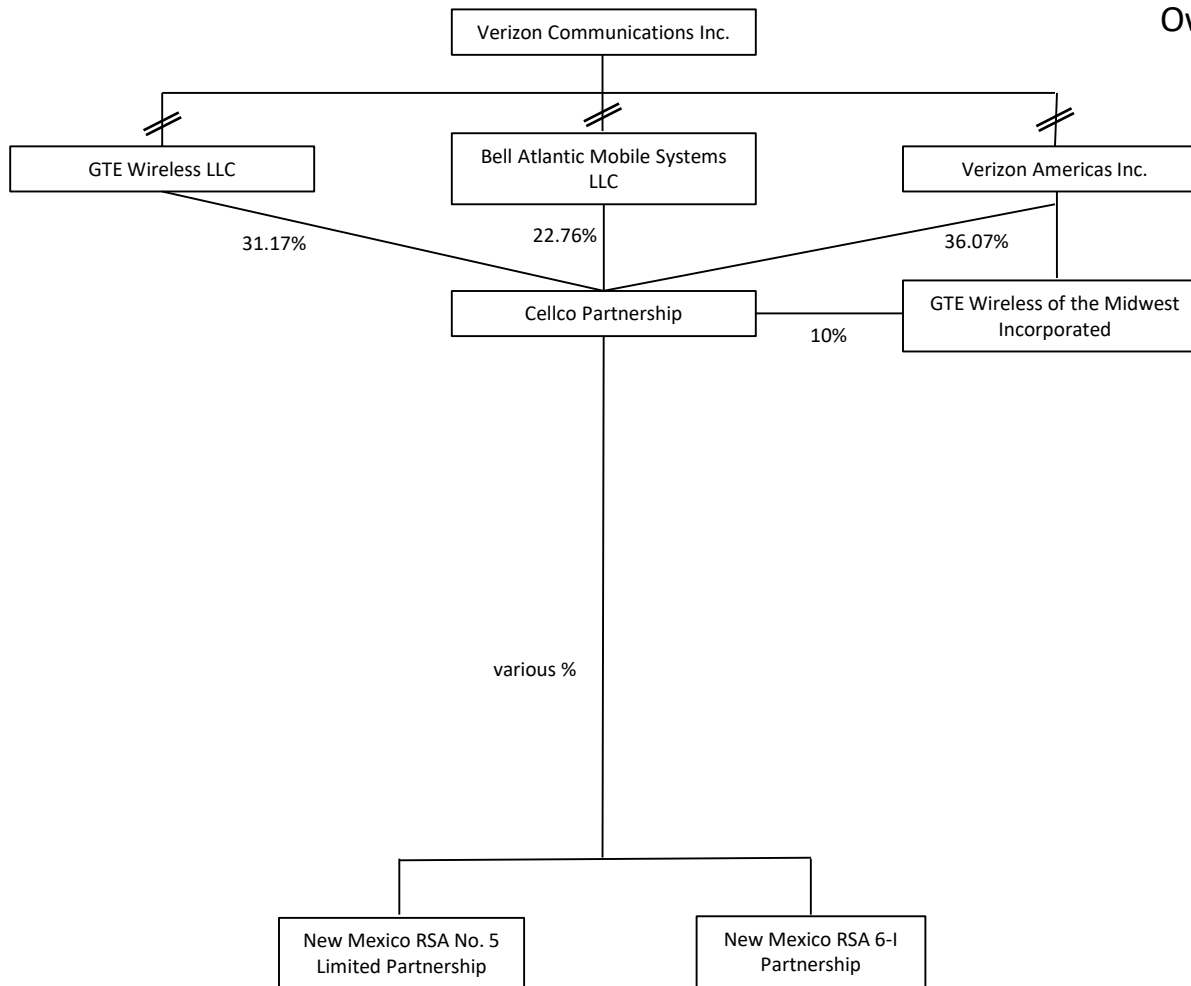 Verizon Communications Inc.
GTE Wireless LLC
Bell Atlantic Mobile Systems
LLC
Verizon Americas Inc.
31.17%
22.76%
36.07%
Cellco Partnership
10%
GTE Wireless of the Midwest
Incorporated
various %
New Mexico RSA No. 5
Limited Partnership
New Mexico RSA 6-I
Partnership